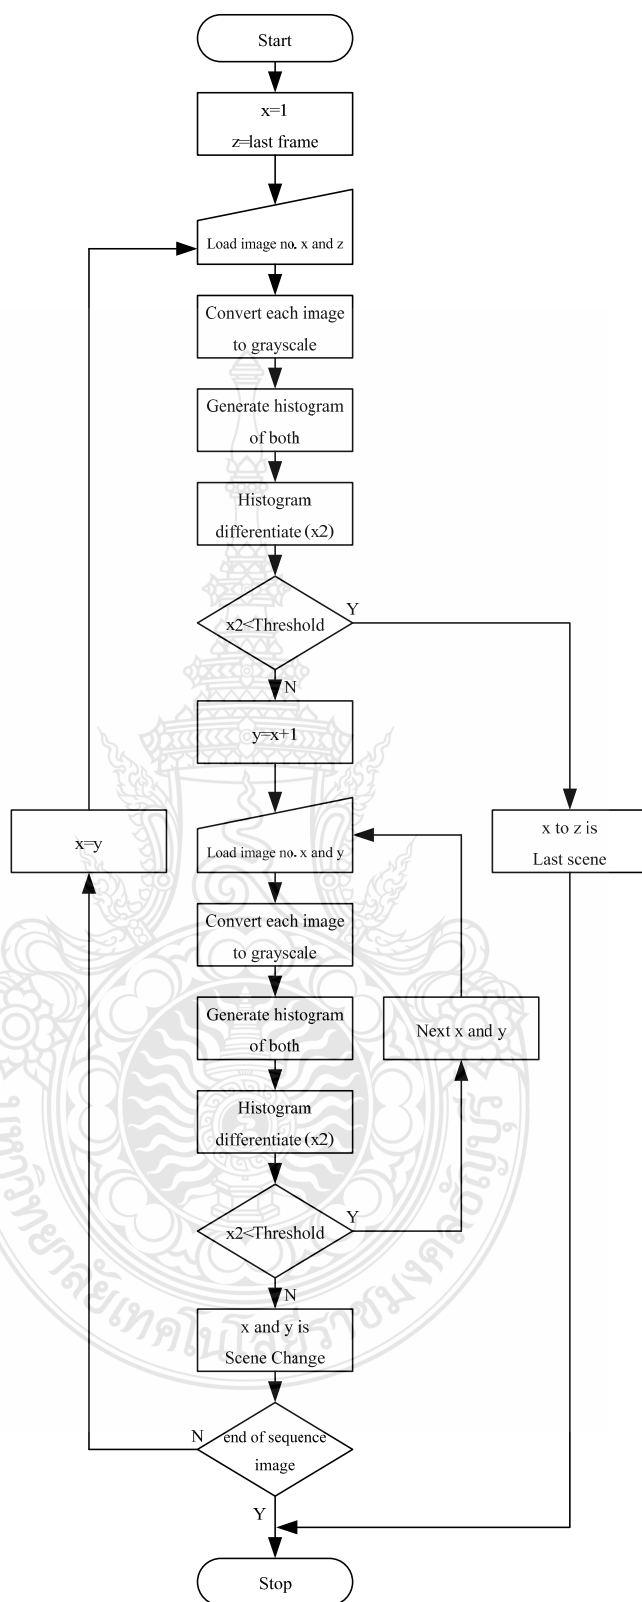 Start
x=1
z=last frame
Load image no. x and z
Convert each image
to grayscale
Generate histogram
of both
Histogram
differentiate (x2)
x2<Threshold
Y
N
y=x+1
Load image no. x and y
x=y
x to z is
Last scene
Convert each image
to grayscale
Generate histogram
of both
Next x and y
Histogram
differentiate (x2)
x2<Threshold
Y
N
x and y is
Scene Change
end of sequence
image
N
Y
Stop